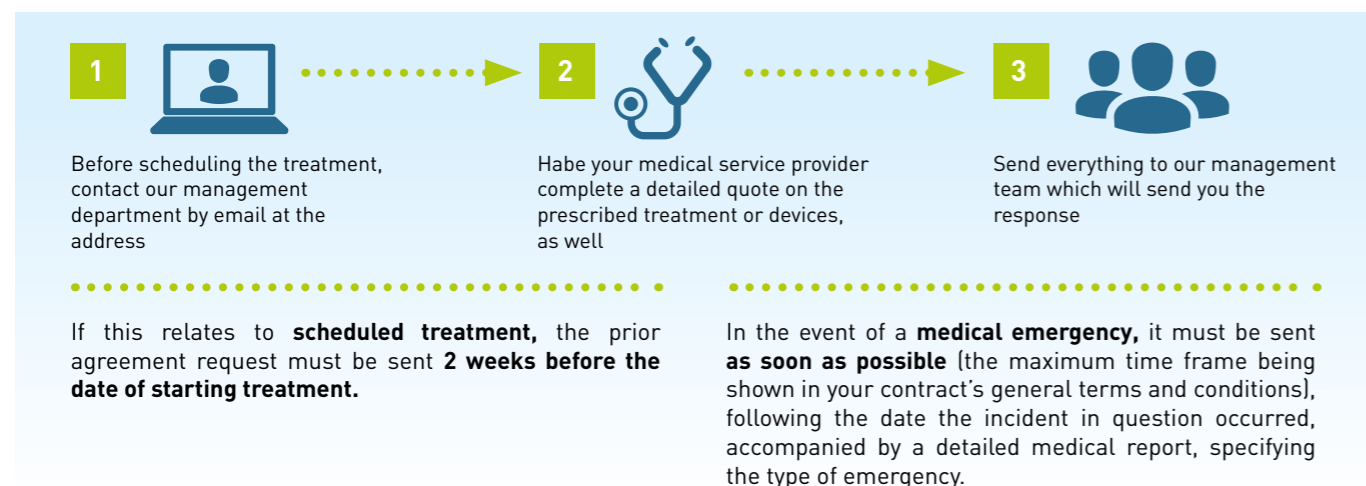 1
Before scheduling the treatment,
contact our management
department by email at the
address
2
Habe your medical service provider
complete a detailed quote on the
prescribed treatment or devices,
as well
3
Send everything to our management
team which will send you the
response
If this relates to scheduled treatment, the prior
agreement request must be sent 2 weeks before the
date of starting treatment.
In the event of a medical emergency, it must be sent
as soon as possible (the maximum time frame being
shown in your contract’s general terms and conditions),
following the date the incident in question occurred,
accompanied by a detailed medical report, specifying
the type of emergency.